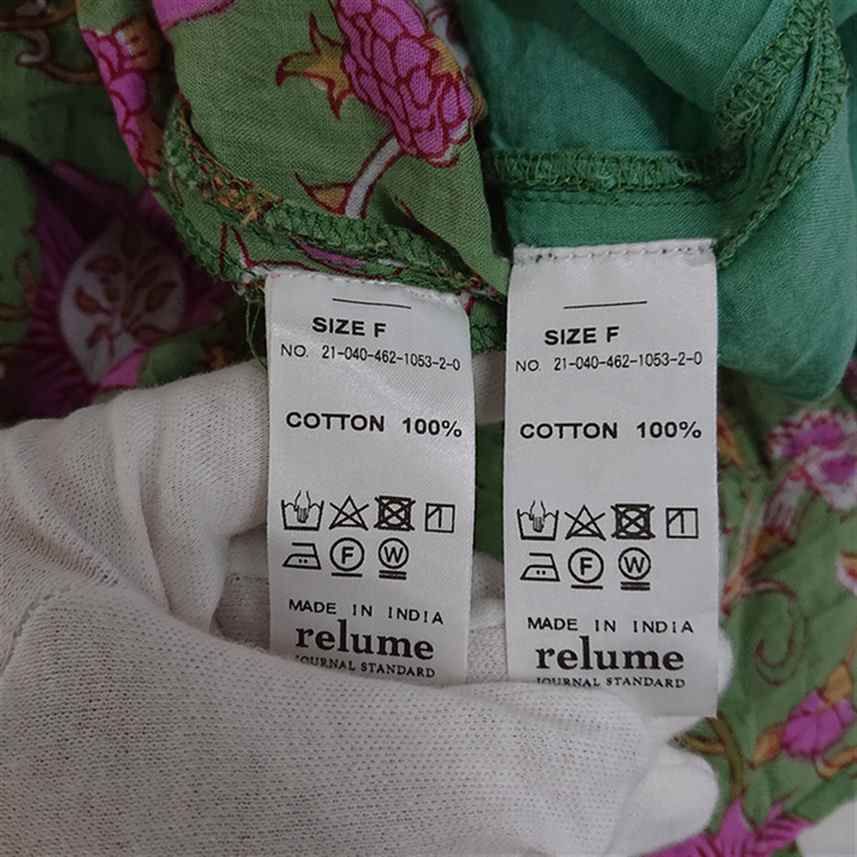 SIZE F
NO. 21-040-462-1053-2-0
COTTON 100%
F W
MADE IN INDIA
relume
JOURNAL STANDARD
SIZE F
NO. 21-040-462-1053-2-0
COTTON 100%
F W
MADE IN INDIA
relume
JOURNAL STANDARD